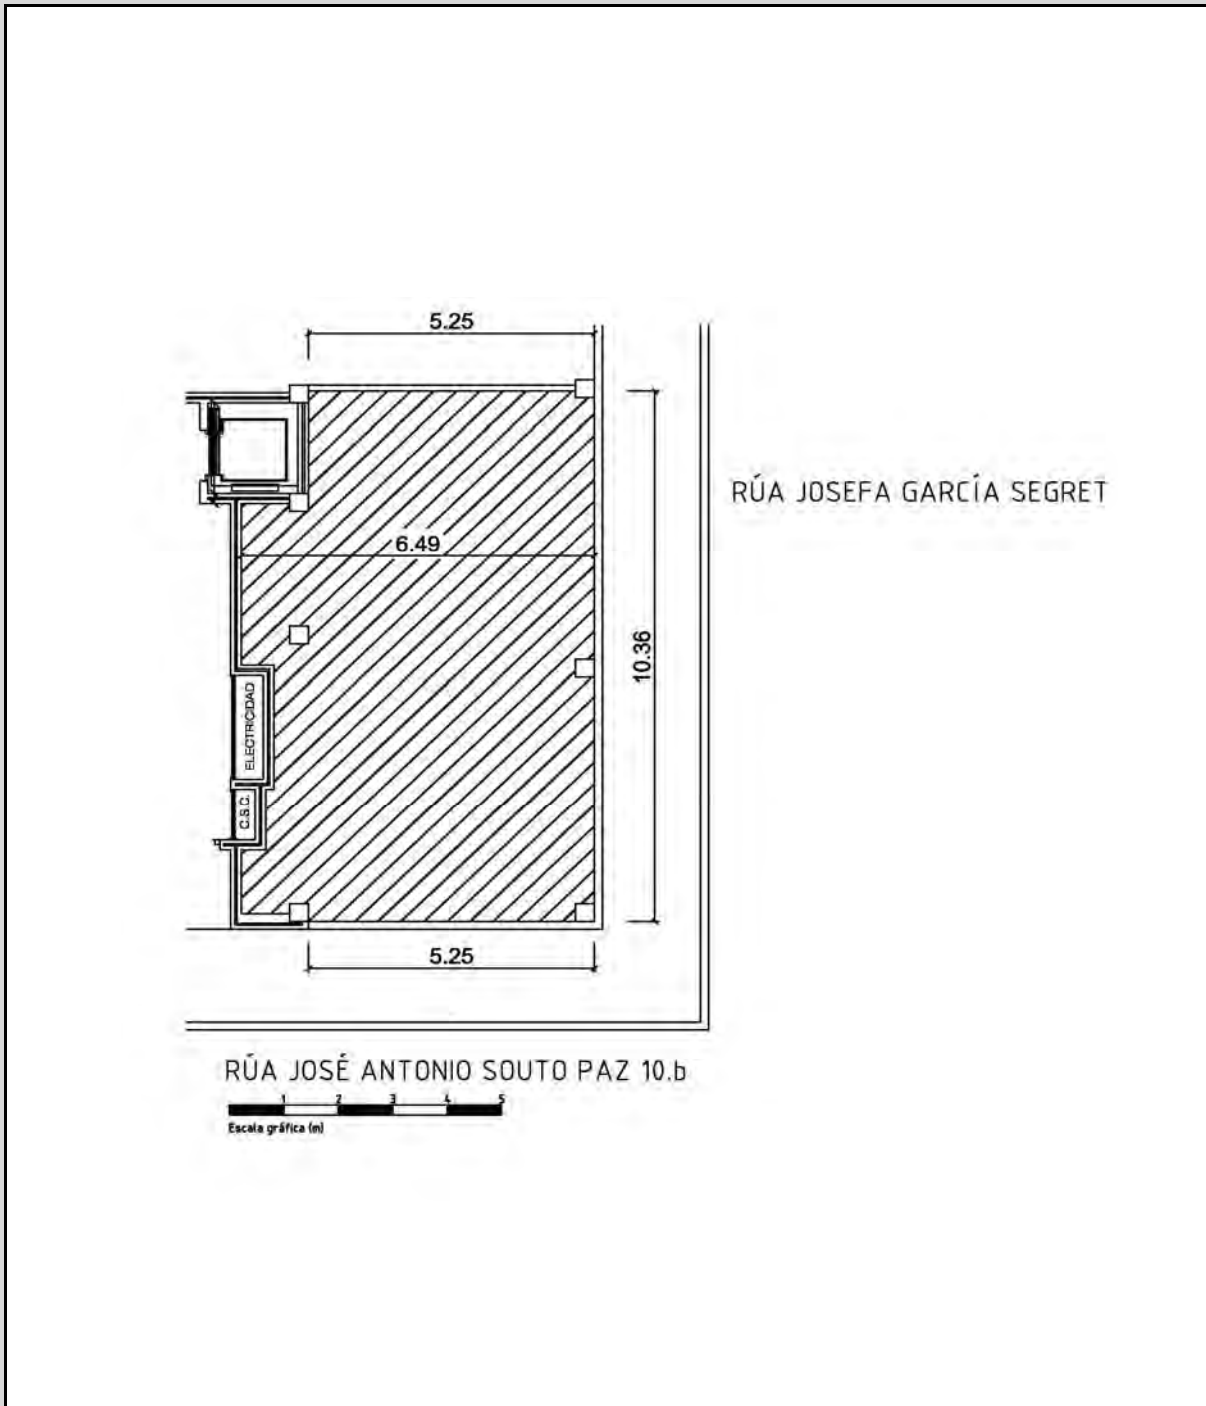 5.25
RÚA JOSEFA GARCÍA SEGRET
6.49
10.36
ELECTRICIDAD
C.S.C.
5.25
RÚA JOSÉ ANTONIO SOUTO PAZ 10.b
1 2 3 4 5
Escala gráfica (m)